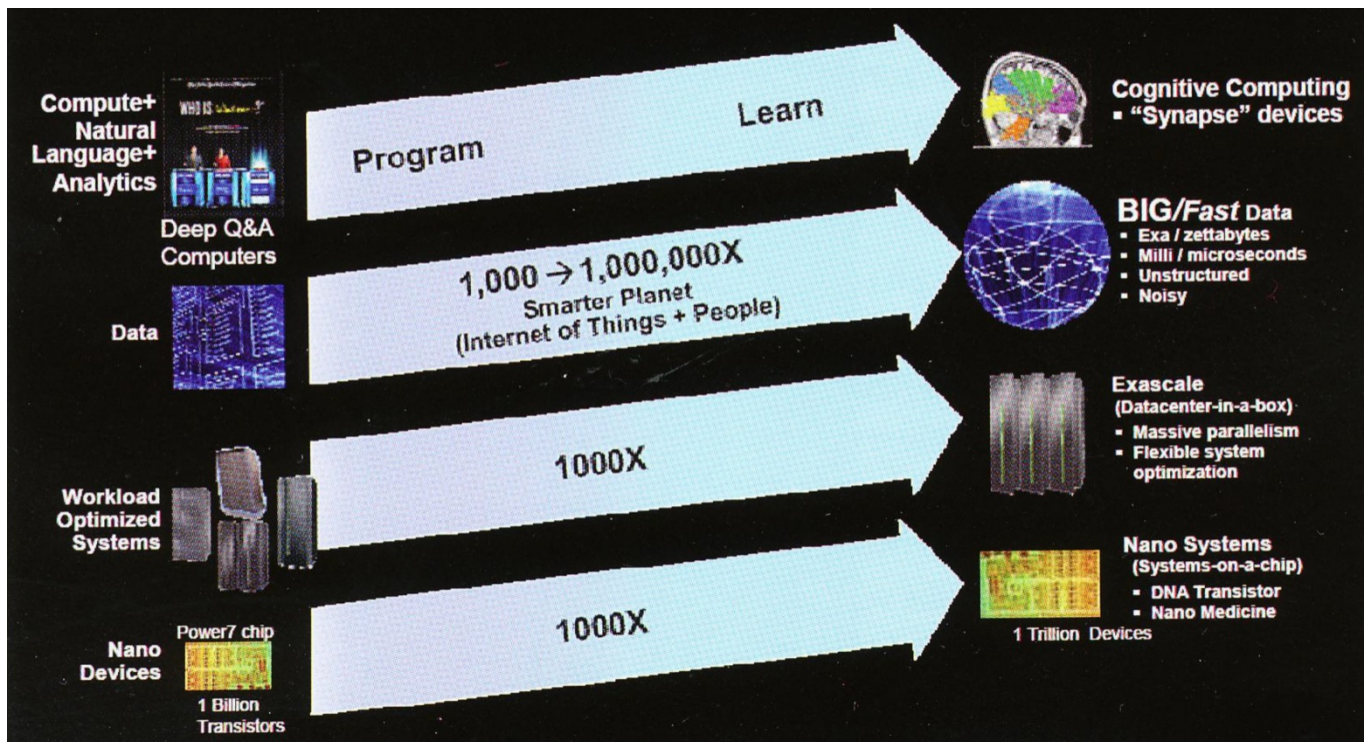 Compute+
Natural
Language+
Analytics
WHO IS
Deep Q&A
Computers
Program
Learn
Cognitive Computing
▪ “Synapse” devices
Data
1,000 → 1,000,000X
Smarter Planet
(Internet of Things + People)
BIG/Fast Data
▪ Exa / zettabytes
▪ Milli / microseconds
▪ Unstructured
▪ Noisy
Workload
Optimized
Systems
1000X
Exascale
(Datacenter-in-a-box)
▪ Massive parallelism
▪ Flexible system
optimization
Nano
Devices
Power7 chip
1 Billion
Transistors
1000X
Nano Systems
(Systems-on-a-chip)
▪ DNA Transistor
▪ Nano Medicine
1 Trillion Devices